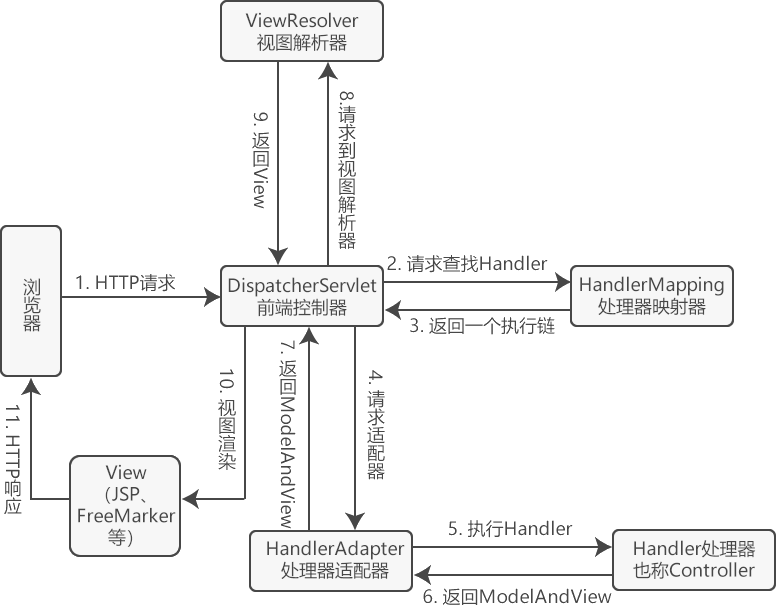 ViewResolver
视图解析器
9. 返回View
8.请求到视图解析器
浏览器
1. HTTP请求
DispatcherServlet
前端控制器
2. 请求查找Handler
3. 返回一个执行链
HandlerMapping
处理器映射器
10. 视图渲染
7. 返回ModelAndView
4. 请求适配器
11. HTTP响应
View
（JSP、
FreeMarker
等）
HandlerAdapter
处理器适配器
5. 执行Handler
6. 返回ModelAndView
Handler处理器
也称Controller